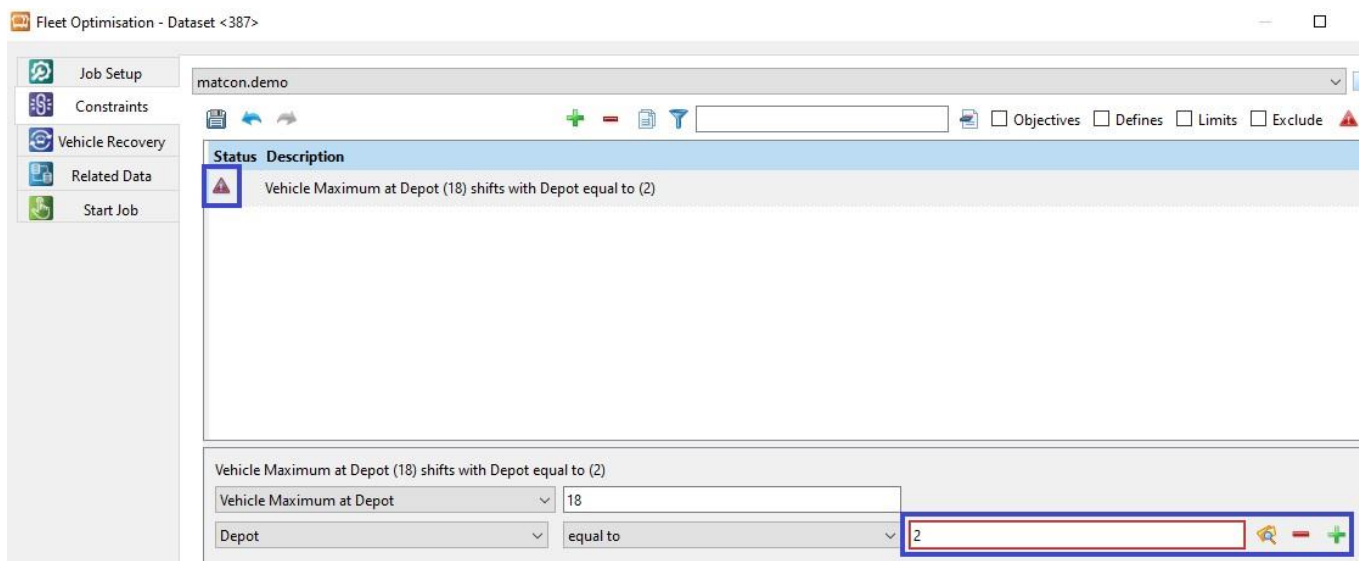 Fleet Optimisation - Dataset <387>
Job Setup
Constraints
Vehicle Recovery
Related Data
Start Job
matcon.demo
Objectives Defines Limits Exclude
Status Description
Vehicle Maximum at Depot (18) shifts with Depot equal to (2)
Vehicle Maximum at Depot (18) shifts with Depot equal to (2)
Vehicle Maximum at Depot 18
Depot equal to 2